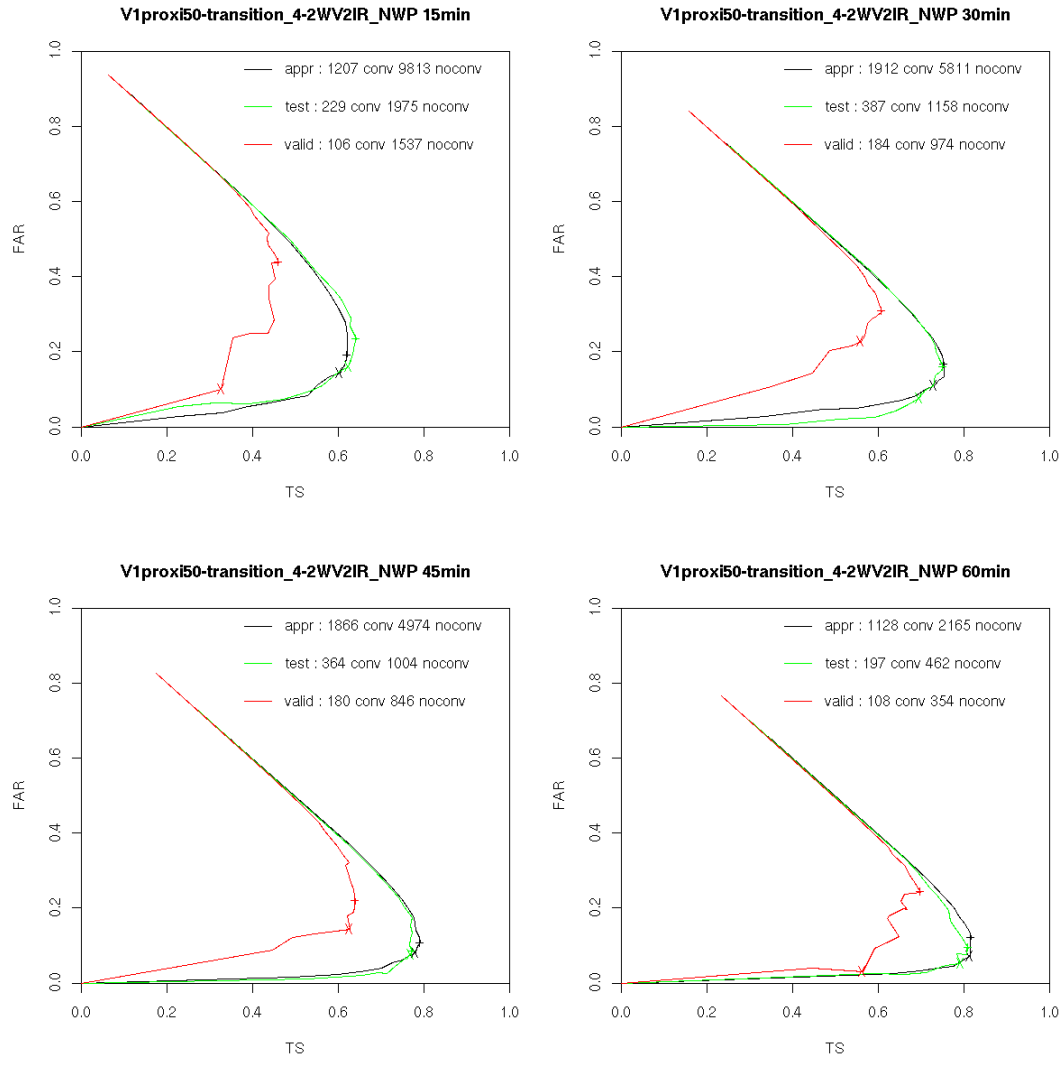 V1proxi50-transition_4-2WV2IR_NWP 15min
appr : 1207 conv 9813 noconv
test : 229 conv 1975 noconv
valid : 106 conv 1537 noconv
FAR
0.0 0.2 0.4 0.6 0.8 1.0
0.0 0.2 0.4 0.6 0.8 1.0
TS
V1proxi50-transition_4-2WV2IR_NWP 30min
appr : 1912 conv 5811 noconv
test : 387 conv 1158 noconv
valid : 184 conv 974 noconv
FAR
0.0 0.2 0.4 0.6 0.8 1.0
0.0 0.2 0.4 0.6 0.8 1.0
TS
V1proxi50-transition_4-2WV2IR_NWP 45min
appr : 1866 conv 4974 noconv
test : 364 conv 1004 noconv
valid : 180 conv 846 noconv
FAR
0.0 0.2 0.4 0.6 0.8 1.0
0.0 0.2 0.4 0.6 0.8 1.0
TS
V1proxi50-transition_4-2WV2IR_NWP 60min
appr : 1128 conv 2165 noconv
test : 197 conv 462 noconv
valid : 108 conv 354 noconv
FAR
0.0 0.2 0.4 0.6 0.8 1.0
0.0 0.2 0.4 0.6 0.8 1.0
TS